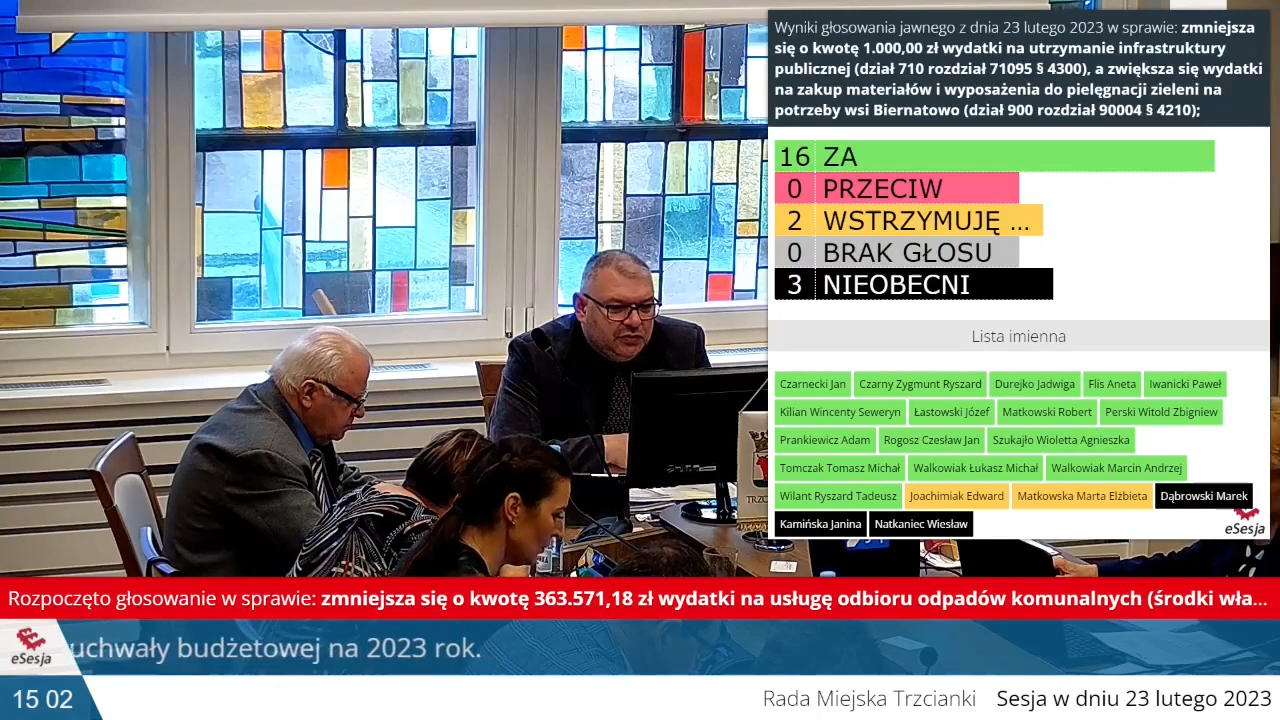 Wyniki głosowania jawnego z dnia 23 lutego 2023 w sprawie: zmniejsza
się o kwotę 1.000,00 zł wydatki na utrzymanie infrastruktury
publicznej (dział 710 rozdział 71095 § 4300), a zwiększa się wydatki
na zakup materiałów i wyposażenia do pielęgnacji zieleni na
potrzeby wsi Biernatowo (dział 900 rozdział 90004 § 4210);
16 ZA
0 PRZECIW
2 WSTRZYMUJĘ ...
0 BRAK GŁOSU
3 NIEOBECNI
Lista imienna
Czarnecki Jan Czarny Zygmunt Ryszard Durejko Jadwiga Flis Aneta Iwanicki Paweł
Kilian Wincenty Seweryn Łastowski Józef Matkowski Robert Perski Witold Zbigniew
Prankiewicz Adam Rogosz Czesław Jan Szukajło Wioletta Agnieszka
Tomczak Tomasz Michał Walkowiak Łukasz Michał Walkowiak Marcin Andrzej
Wilant Ryszard Tadeusz Joachimiak Edward Matkowska Marta Elżbieta Dąbrowski Marek
Kamińska Janina Natkaniec Wiesław
eSesja
TRZC
Rozpoczęto głosowanie w sprawie: zmniejsza się o kwotę 363.571,18 zł wydatki na usługę odbioru odpadów komunalnych (środki wła...
eSesja
uchwały budżetowej na 2023 rok.
15 02
Rada Miejska Trzcianki Sesja w dniu 23 lutego 2023